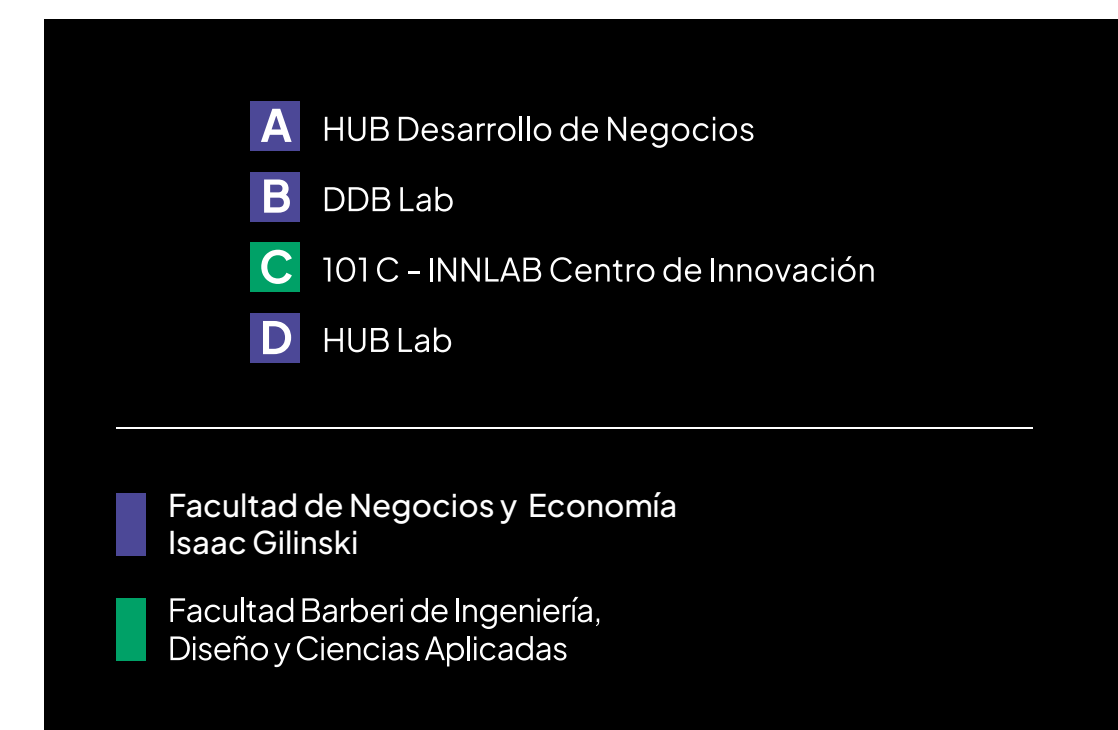 A HUB Desarrollo de Negocios
B DDB Lab
C 101 C - INNLAB Centro de Innovación
D HUB Lab
Facultad de Negocios y Economía
Isaac Gilinski
Facultad Barberi de Ingeniería,
Diseño y Ciencias Aplicadas